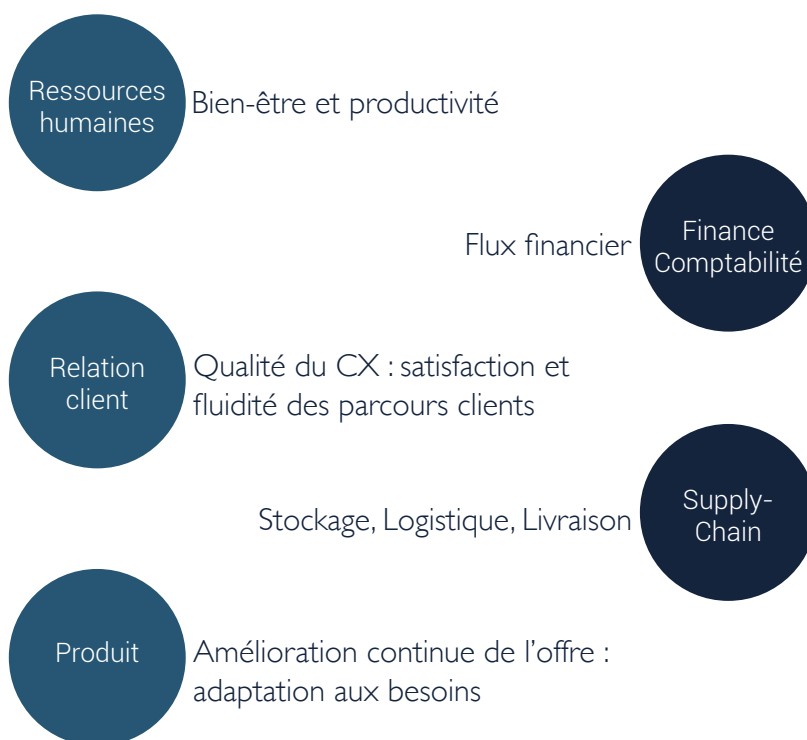 Ressources
humaines
Bien-être et productivité
Flux financier
Finance
Comptabilité
Relation
client
Qualité du CX : satisfaction et
fluidité des parcours clients
Stockage, Logistique, Livraison
Supply-
Chain
Produit
Amélioration continue de l’offre :
adaptation aux besoins